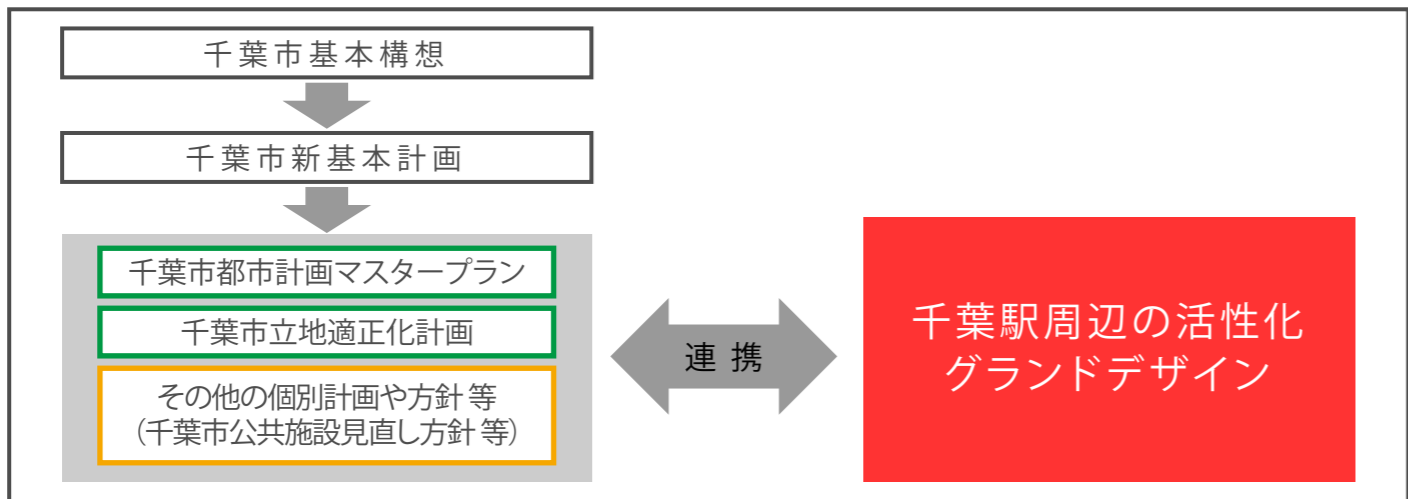 千葉市基本構想
千葉市新基本計画
千葉市都市計画マスタープラン
千葉市立地適正化計画
その他の個別計画や方針 等
（千葉市公共施設見直し方針 等）
連 携
千葉駅周辺の活性化
グランドデザイン